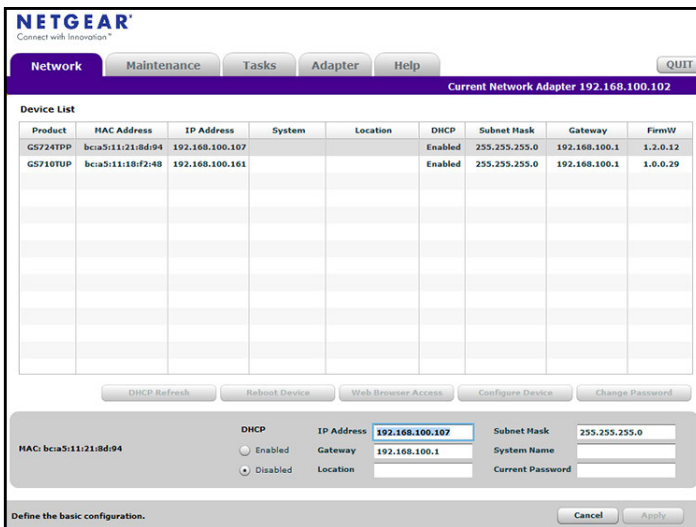 NETGEAR®
Connect with Innovation™
Network Maintenance Tasks Adapter Help QUIT
Current Network Adapter 192.168.100.102
Device List
Product MAC Address IP Address System Location DHCP Subnet Mask Gateway FirmW
GS724TPP bc:a5:11:21:8d:94 192.168.100.107 Enabled 255.255.255.0 192.168.100.1 1.2.0.12
GS710TUP bc:a5:11:18:f2:48 192.168.100.161 Enabled 255.255.255.0 192.168.100.1 1.0.0.29
DHCP Refresh Reboot Device Web Browser Access Configure Device Change Password
DHCP IP Address 192.168.100.107 Subnet Mask 255.255.255.0
MAC: bc:a5:11:21:8d:94 Enabled Gateway 192.168.100.1 System Name
Disabled Location Current Password
Define the basic configuration. Cancel Apply